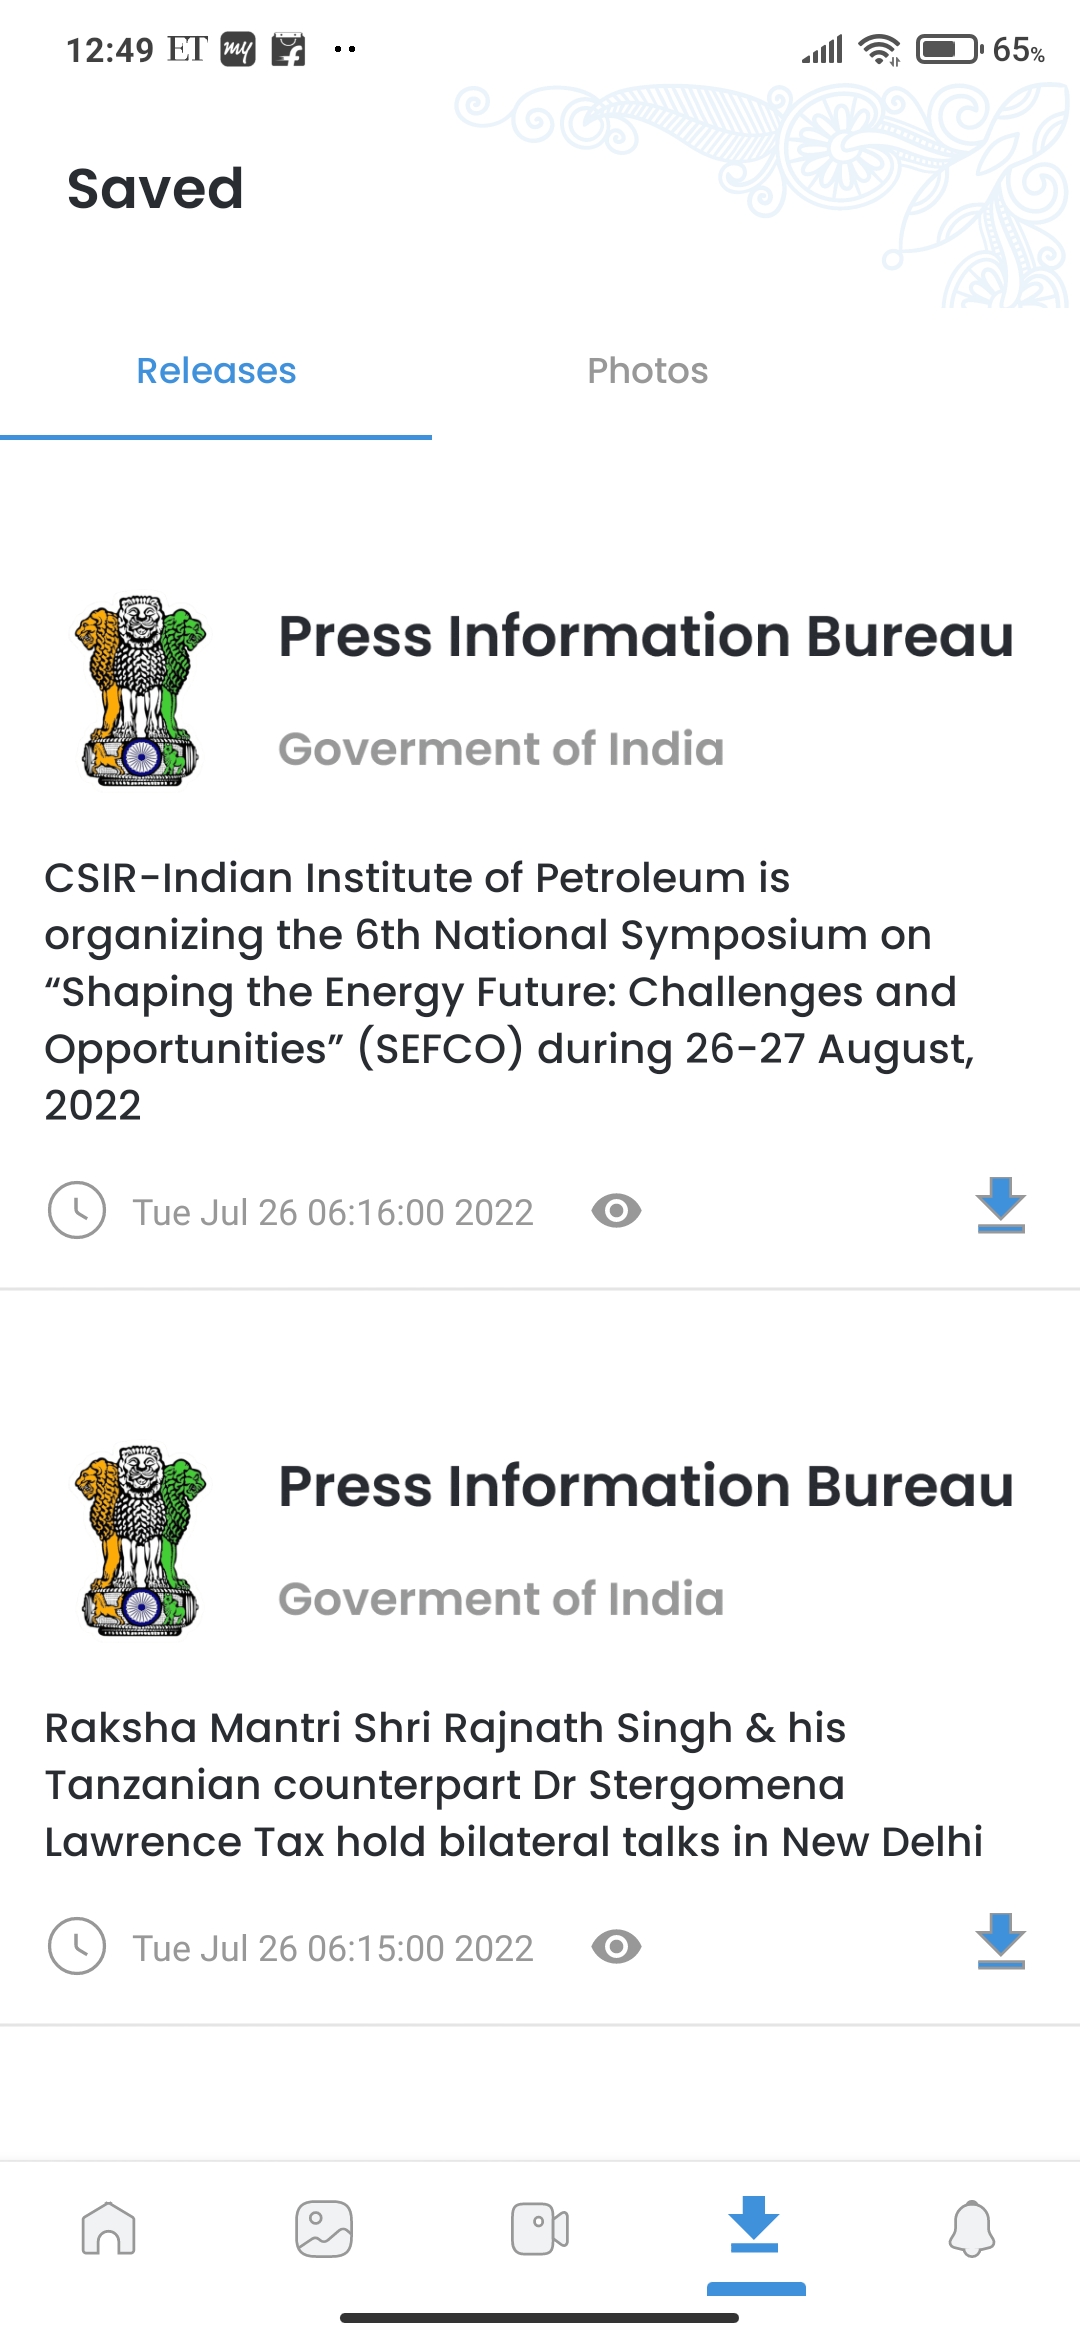 12:49 ET my 65%
Saved
Releases Photos
Press Information Bureau
Goverment of India
CSIR-Indian Institute of Petroleum is
organizing the 6th National Symposium on
“Shaping the Energy Future: Challenges and
Opportunities” (SEFCO) during 26-27 August,
2022
Tue Jul 26 06:16:00 2022
Press Information Bureau
Goverment of India
Raksha Mantri Shri Rajnath Singh & his
Tanzanian counterpart Dr Stergomena
Lawrence Tax hold bilateral talks in New Delhi
Tue Jul 26 06:15:00 2022